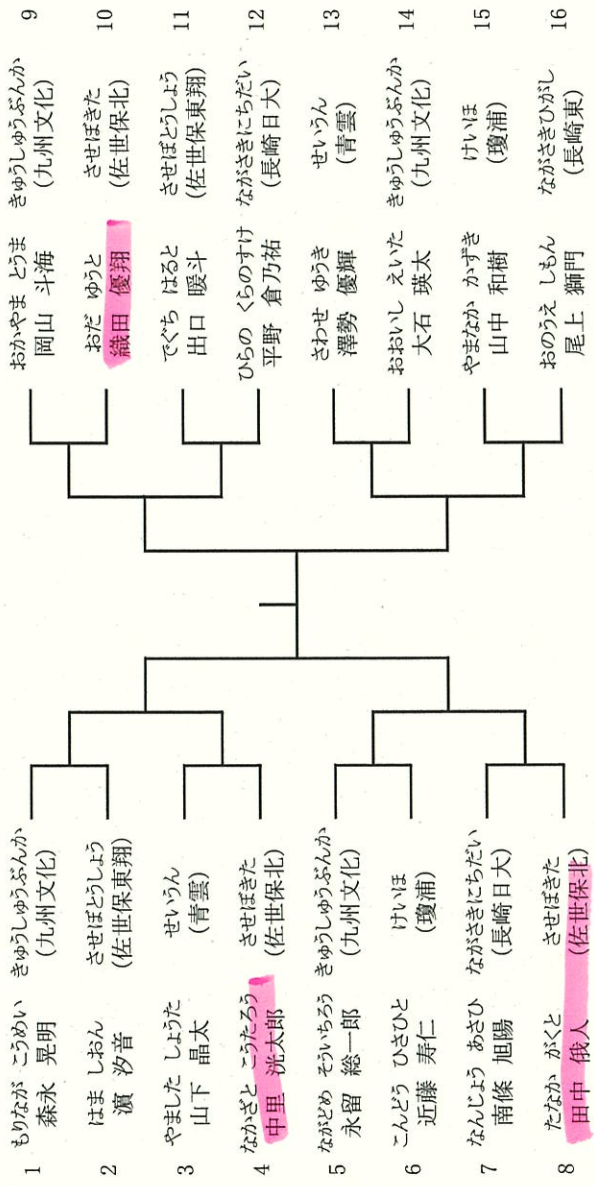 1 もりなが こうめい きゅうしゅうぶんか
森永 晃明 (九州文化)
2 はま しおん させぼとうしょう
濵 汐音 (佐世保東翔)
3 やました しょうた せいうん
山下 晶太 (青雲)
4 なかざと こうたろう させぼきた
中里 洸太郎 (佐世保北)
5 ながどめ そういちろう きゅうしゅうぶんか
永留 総一郎 (九州文化)
6 こんどう ひさひと けいほ
近藤 寿仁 (瓊浦)
7 なんじょう あさひ ながさきにちだい
南條 旭陽 (長崎日大)
8 たなか がくと させぼきた
田中 俄人 (佐世保北)
おかやま とうま きゅうしゅうぶんか 9
岡山 斗海 (九州文化)
おだ ゆうと させぼきた 10
織田 優翔 (佐世保北)
でぐち はると させぼとうしょう 11
出口 暖斗 (佐世保東翔)
ひらの くらのすけ ながさきにちだい 12
平野 倉乃祐 (長崎日大)
さわせ ゆうき せいうん 13
澤勢 優輝 (青雲)
おおいし えいた きゅうしゅうぶんか 14
大石 瑛太 (九州文化)
やまなか かずき けいほ 15
山中 和樹 (瓊浦)
おのうえ しもん ながさきひがし 16
尾上 獅門 (長崎東)